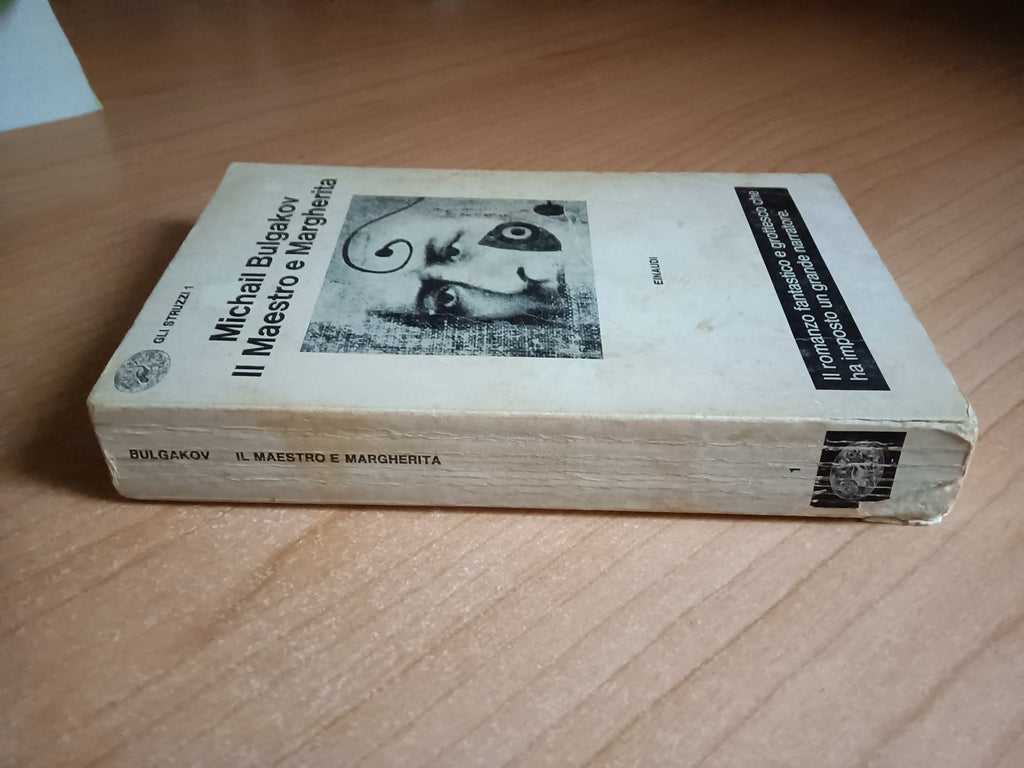 GLI STRUZZI 1
Michail Bulgakov
Il Maestro e Margherita
EINAUDI
Il romanzo fantastico e grottesco che
ha imposto un grande narratore.
BULGAKOV IL MAESTRO E MARGHERITA
1